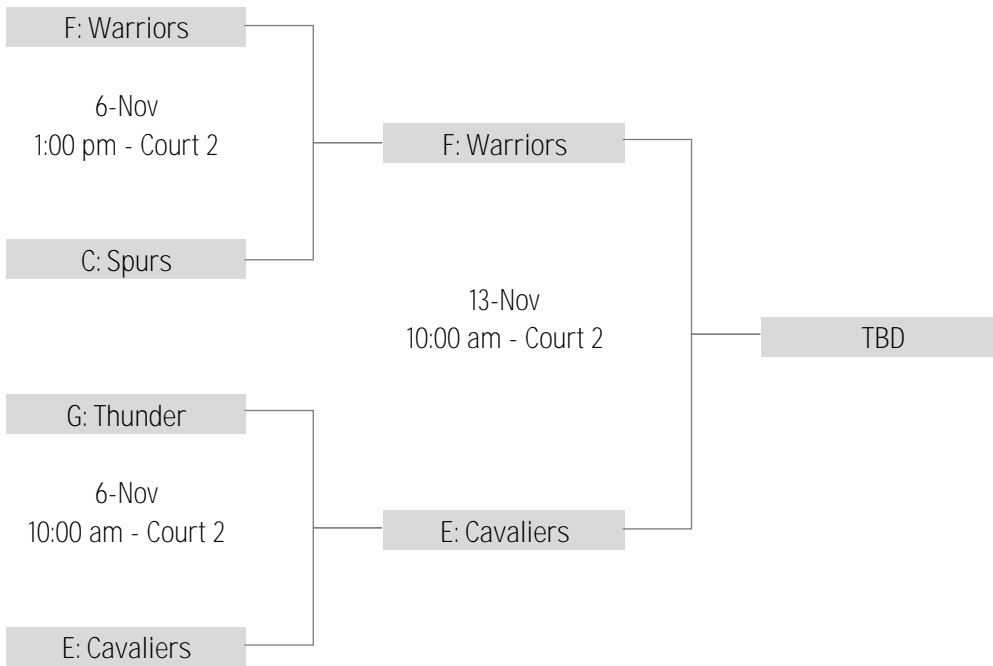 F: Warriors
6-Nov
1:00 pm - Court 2
C: Spurs
F: Warriors
13-Nov
10:00 am - Court 2
TBD
G: Thunder
6-Nov
10:00 am - Court 2
E: Cavaliers
E: Cavaliers